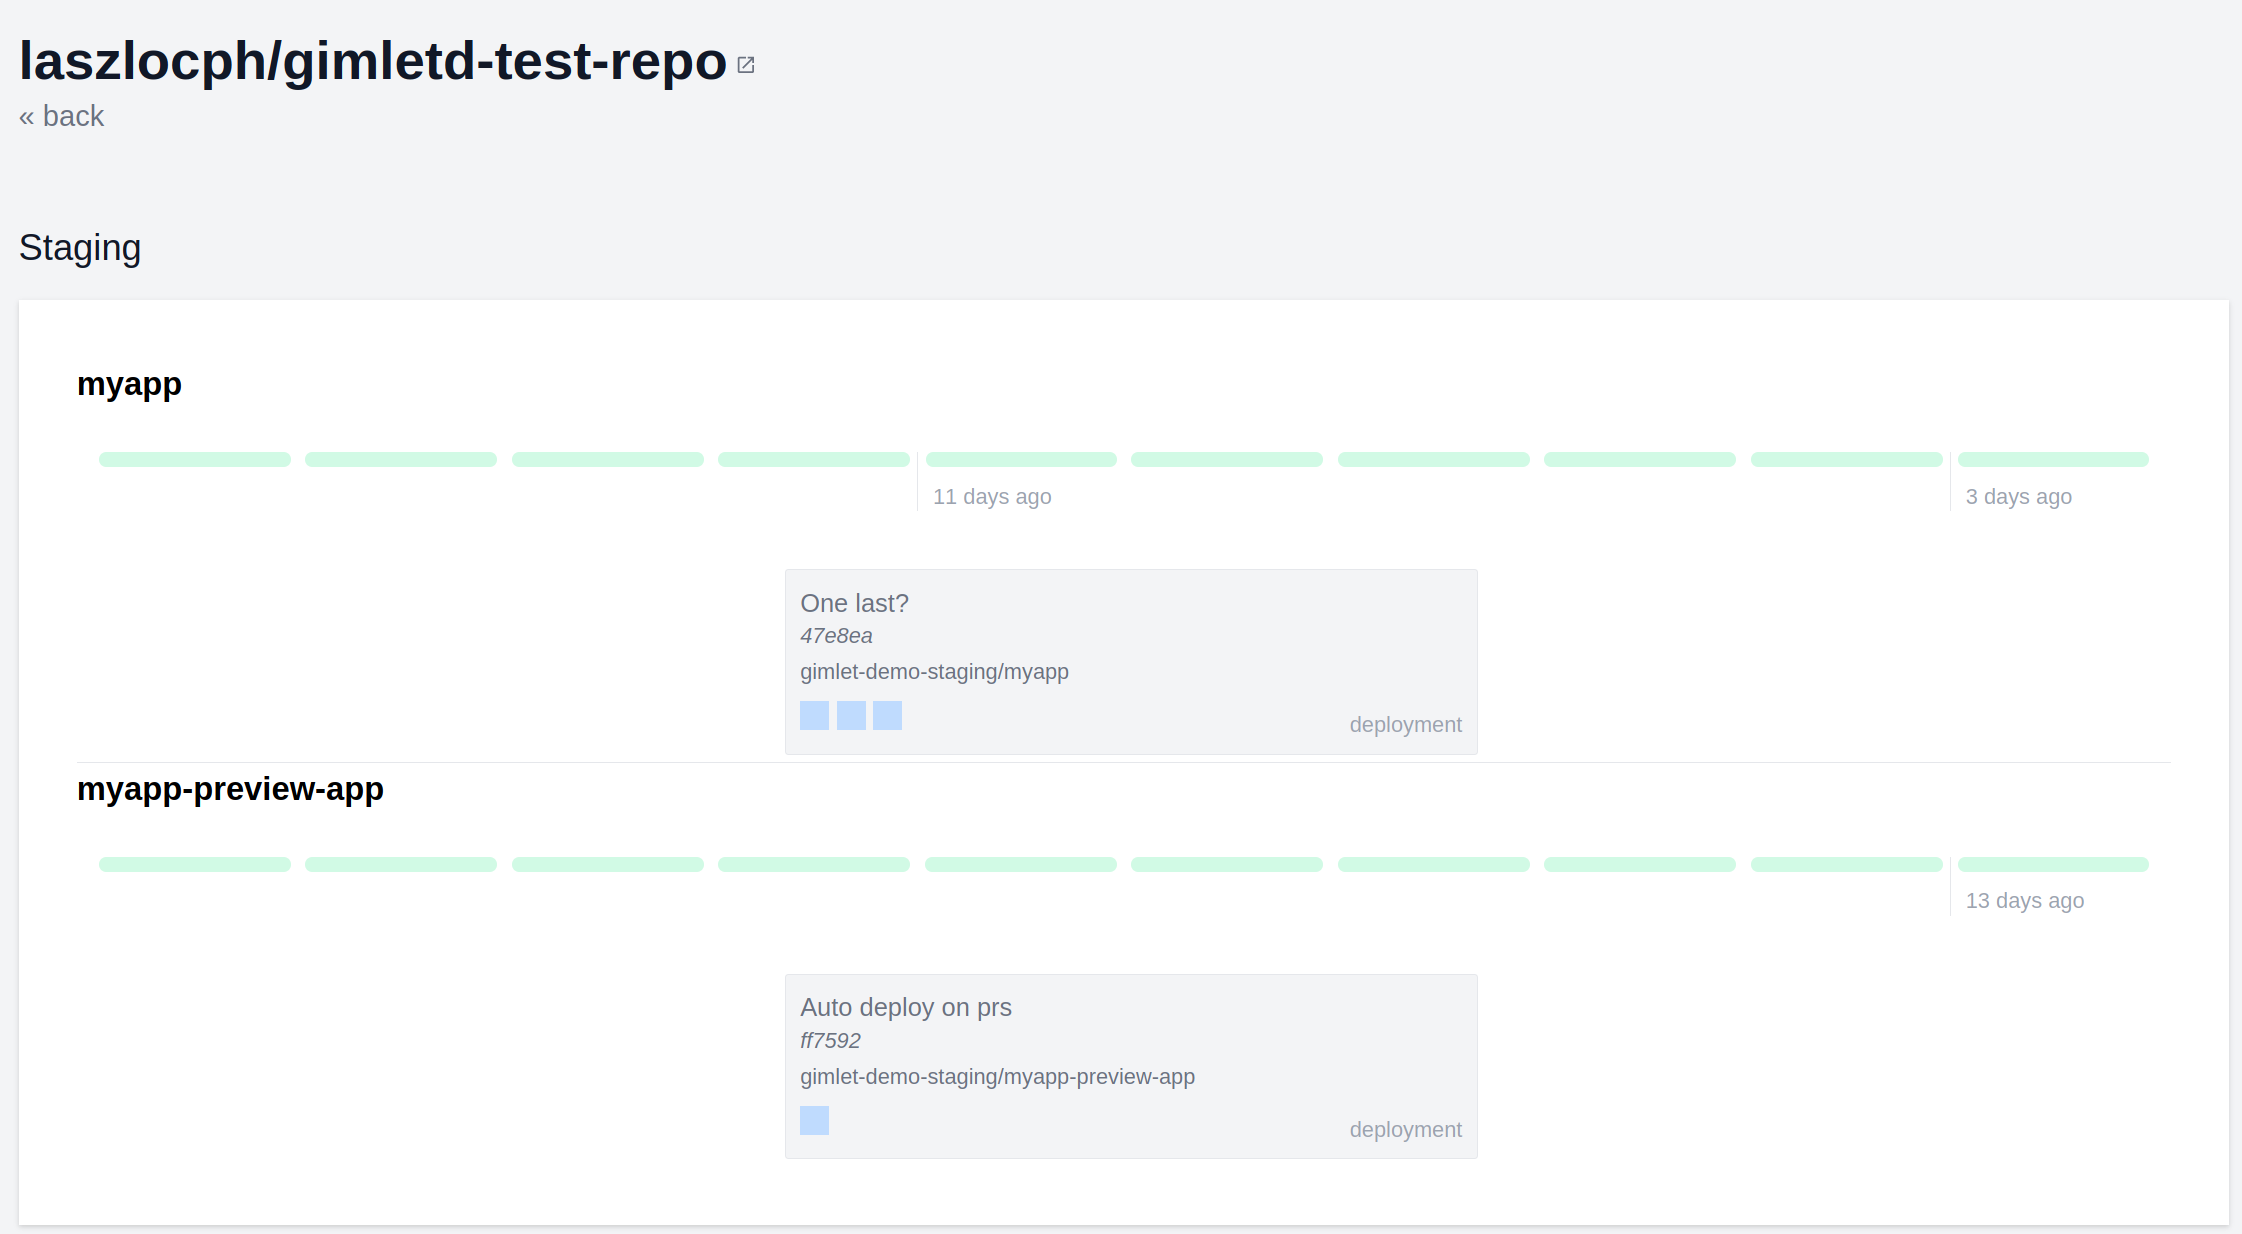 laszlocph/gimletd-test-repo
« back
Staging
myapp
11 days ago
3 days ago
One last?
47e8ea
gimlet-demo-staging/myapp
deployment
myapp-preview-app
13 days ago
Auto deploy on prs
ff7592
gimlet-demo-staging/myapp-preview-app
deployment